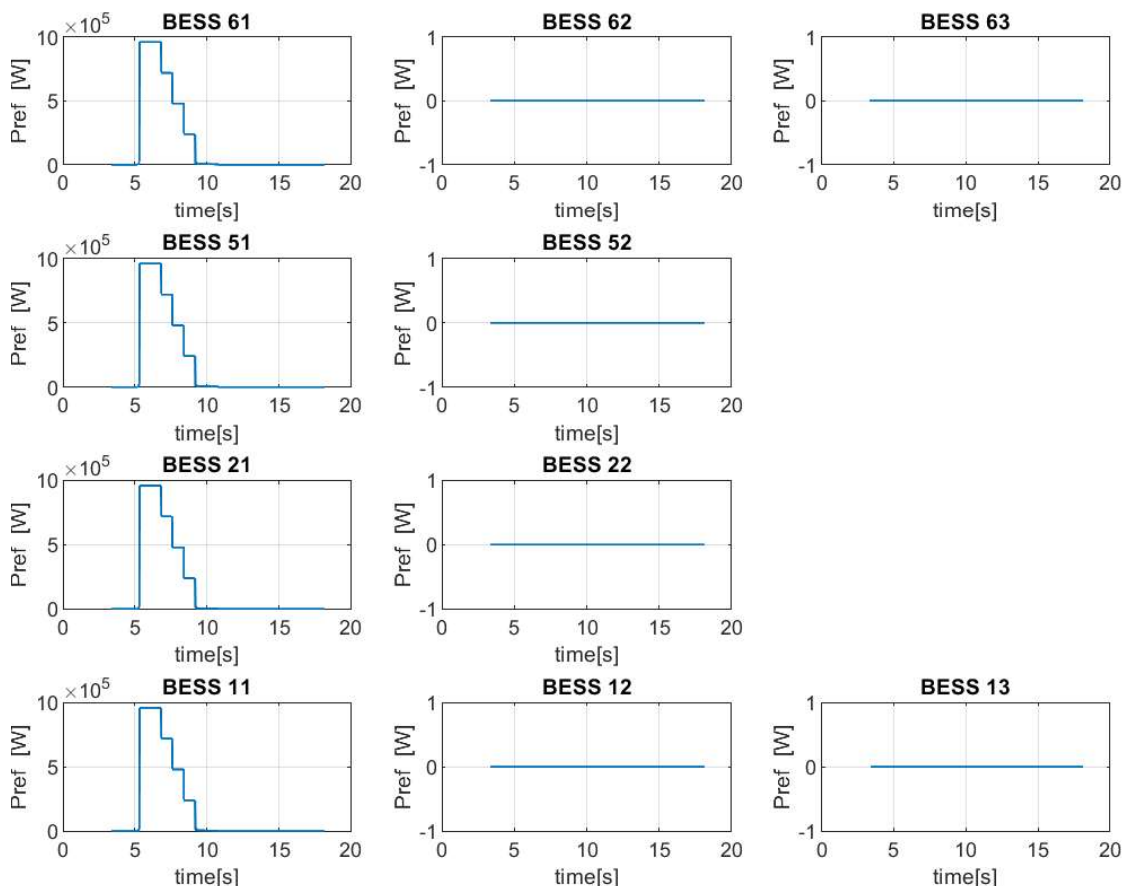 BESS 61 BESS 62 BESS 63
×10^5
10 5 0 Pref [W] 1 0 -1 Pref [W] 1 0 -1 Pref [W]
0 5 10 15 20 0 5 10 15 20 0 5 10 15 20
time[s] time[s] time[s]
BESS 51 BESS 52
×10^5
10 5 0 Pref [W] 1 0 -1 Pref [W]
0 5 10 15 20 0 5 10 15 20
time[s] time[s]
BESS 21 BESS 22
×10^5
10 5 0 Pref [W] 1 0 -1 Pref [W]
0 5 10 15 20 0 5 10 15 20
time[s] time[s]
BESS 11 BESS 12 BESS 13
×10^5
10 5 0 Pref [W] 1 0 -1 Pref [W] 1 0 -1 Pref [W]
0 5 10 15 20 0 5 10 15 20 0 5 10 15 20
time[s] time[s] time[s]